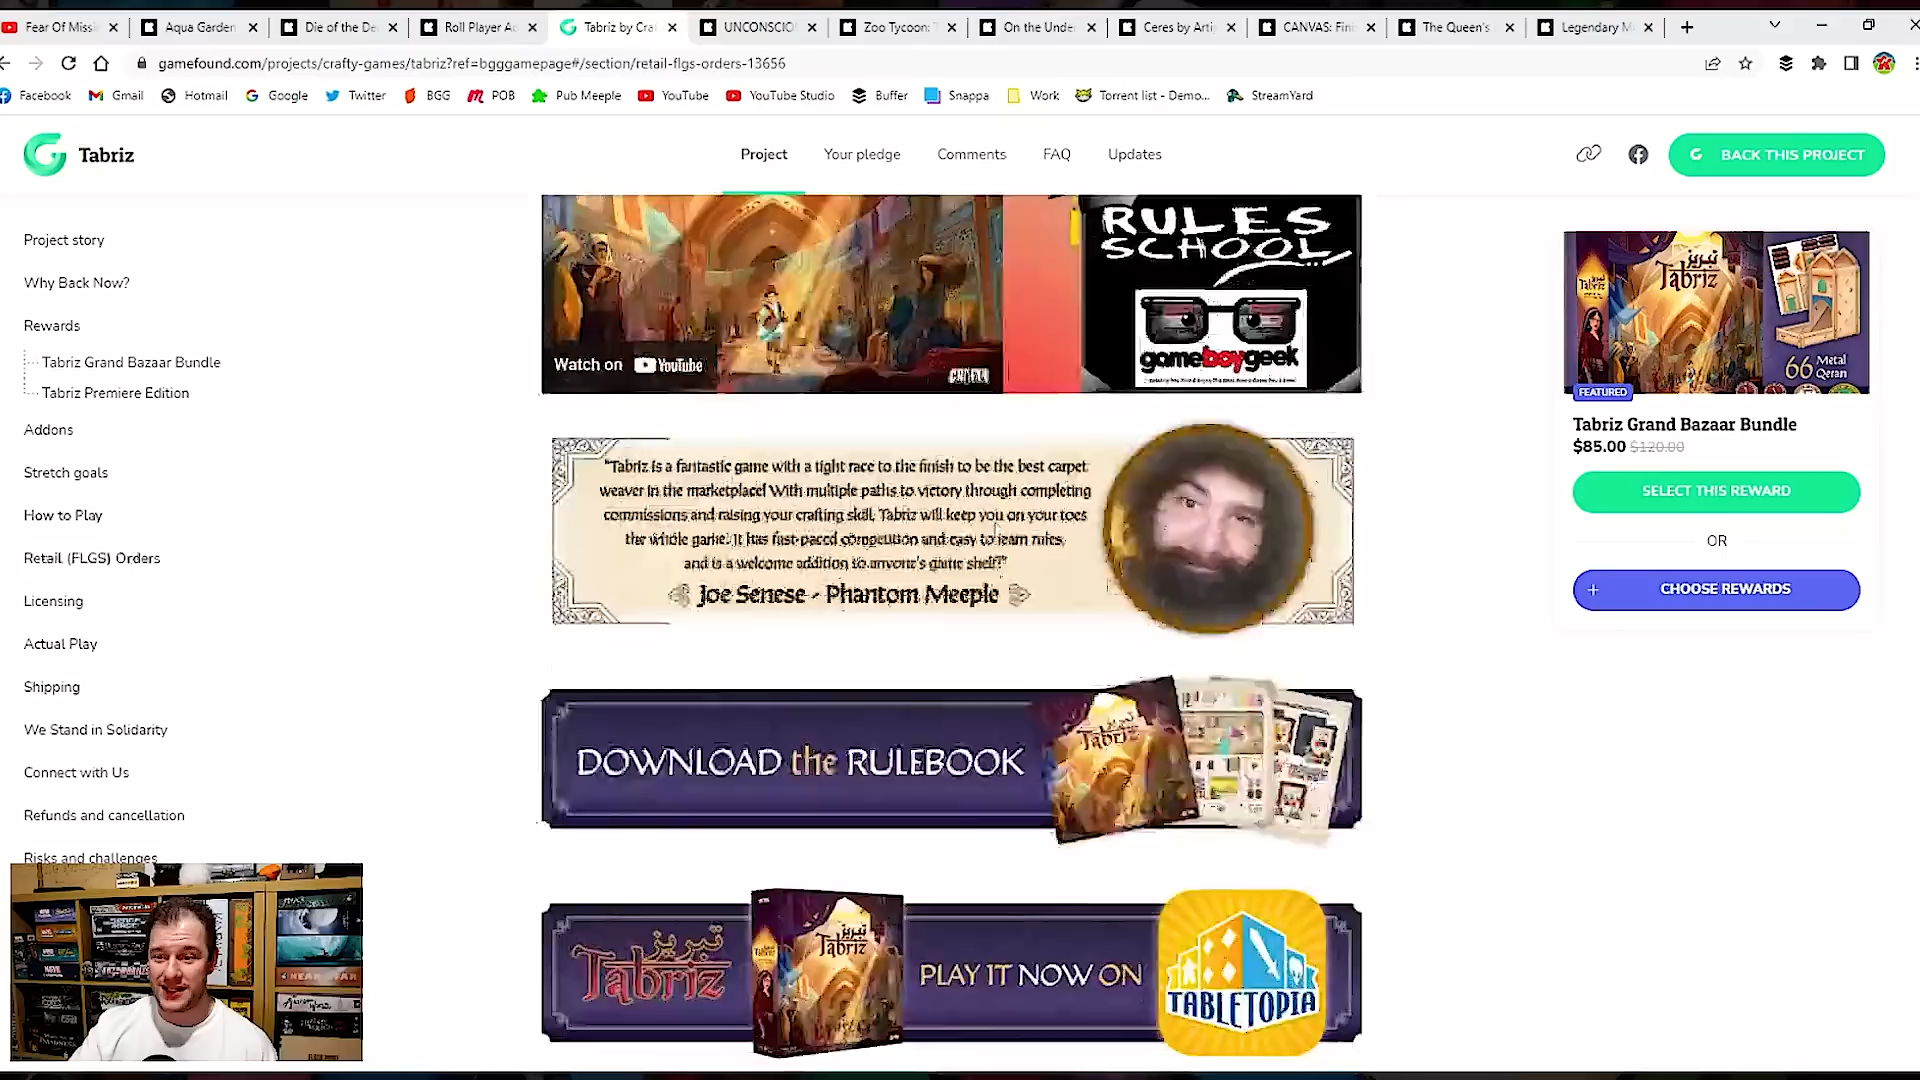 Fear Of Missi
Aqua Garden
Die of the De
Roll Player Ad
Tabriz by Craf
UNCONSCIO
Zoo Tycoon: T
On the Unde
Ceres by Arti
CANVAS: Fini
The Queen's
Legendary M
gamefound.com/projects/crafty-games/tabriz?ref=bgggamepage#/section/retail-flgs-orders-13656
Facebook
Gmail
Hotmail
Google
Twitter
BGG
POB
Pub Meeple
YouTube
YouTube Studio
Buffer
Snappa
Work
Torrent list - Demo...
StreamYard
Tabriz
Project
Your pledge
Comments
FAQ
Updates
BACK THIS PROJECT
Project story
Why Back Now?
Rewards
Tabriz Grand Bazaar Bundle
Tabriz Premiere Edition
Addons
Stretch goals
How to Play
Retail (FLGS) Orders
Licensing
Actual Play
Shipping
We Stand in Solidarity
Connect with Us
Refunds and cancellation
Risks and challenges
RULES
SCHOOL
gameboygeek
Watch on YouTube
"Tabriz is a fantastic game with a tight race to the finish to be the best carpet
weaver in the marketplace! With multiple paths to victory through completing
commissions and raising your crafting skill, Tabriz will keep you on your toes
the whole game. It has fast-paced competition and easy to learn rules,
and is a welcome addition to anyone's game shelf!"
Joe Senese - Phantom Meeple
DOWNLOAD the RULEBOOK
Tabriz
تبریز
Tabriz
تبریز
Tabriz
PLAY IT NOW ON
TABLETOPIA
تبریز
Tabriz
66 Metal
Qeran
FEATURED
Tabriz Grand Bazaar Bundle
$85.00 $120.00
SELECT THIS REWARD
OR
+ CHOOSE REWARDS